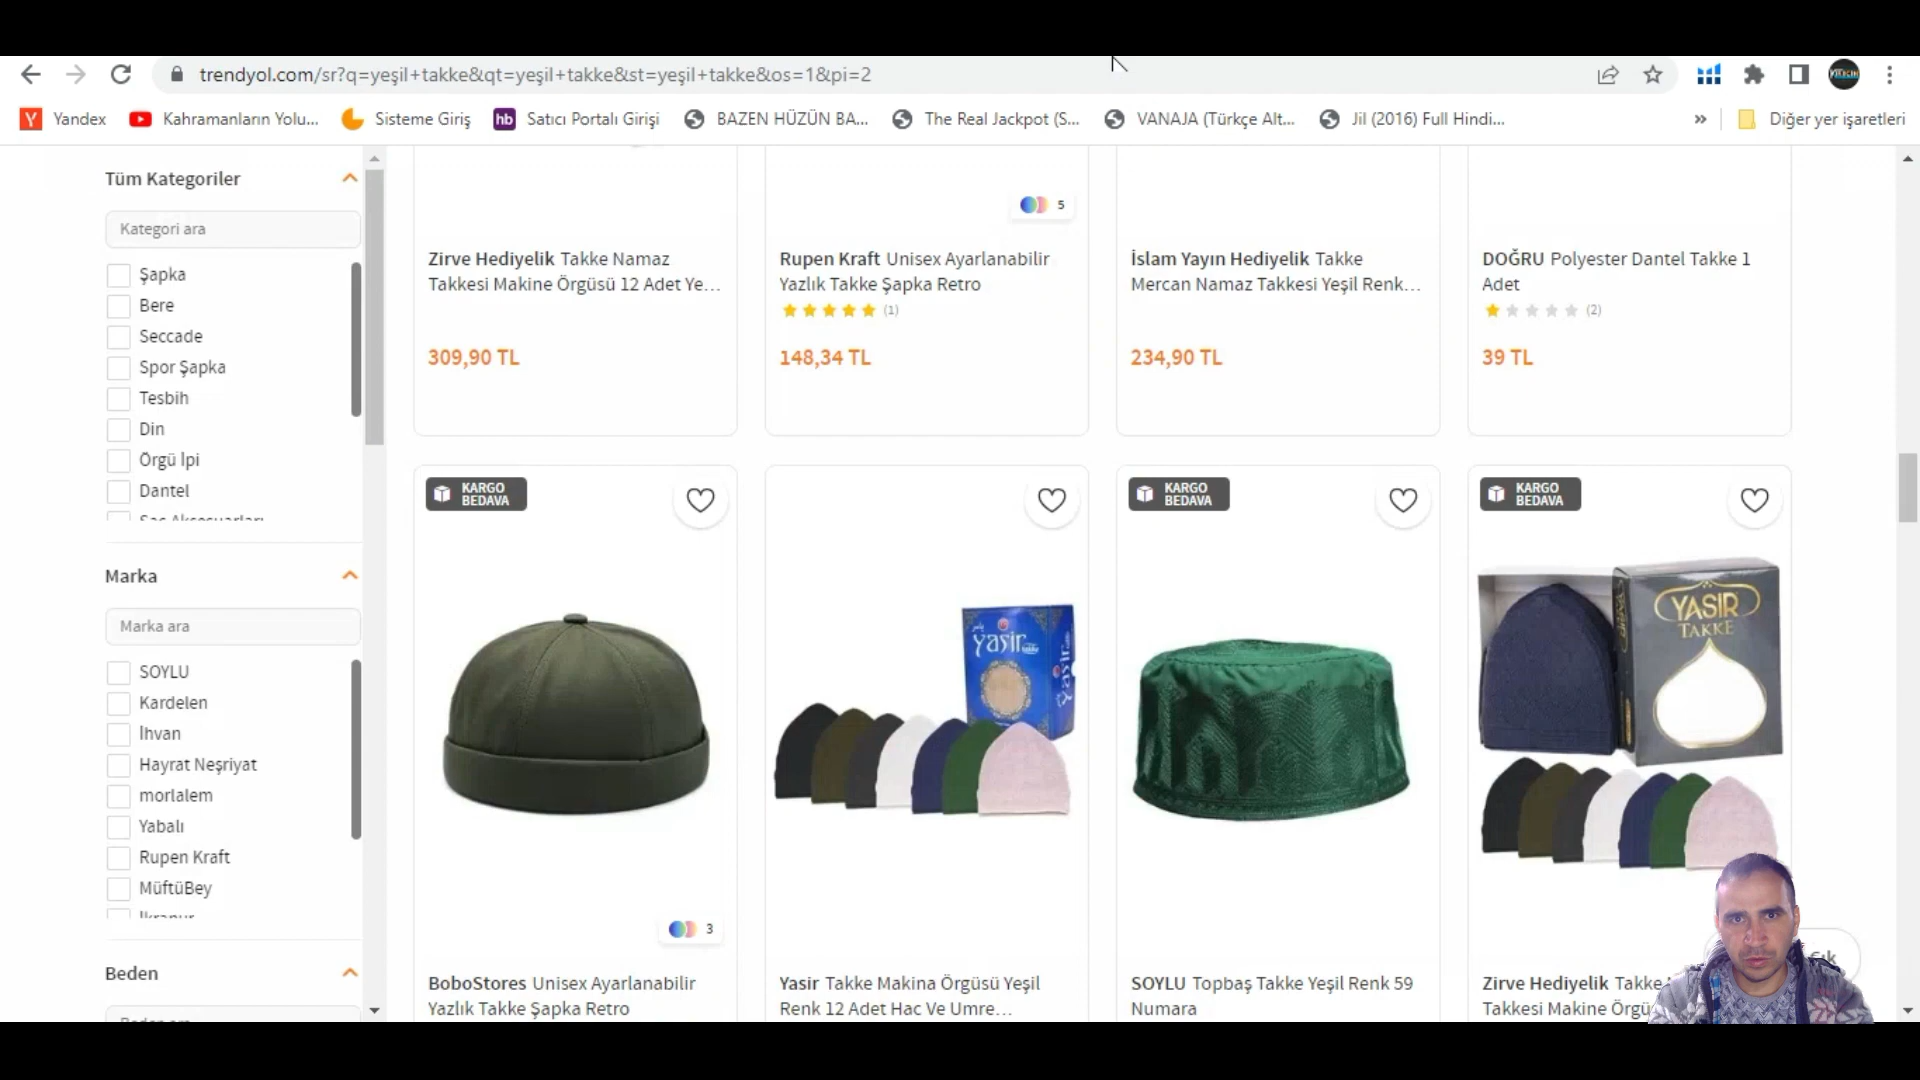 trendyol.com/sr?q=yeşil+takke&qt=yeşil+takke&st=yeşil+takke&os=1&pi=2
Yandex
Kahramanların Yolu...
Sisteme Giriş
hb
Satıcı Portalı Girişi
BAZEN HÜZÜN BA...
The Real Jackpot (S...
VANAJA (Türkçe Alt...
Jil (2016) Full Hindi...
»
Diğer yer işaretleri
Tüm Kategoriler
Kategori ara
Şapka
Bere
Seccade
Spor Şapka
Tesbih
Din
Örgü İpi
Dantel
Saç Aksesuarları
Marka
Marka ara
SOYLU
Kardelen
Ihvan
Hayrat Neşriyat
morlalem
Yabalı
Rupen Kraft
MüftüBey
Beden
Zirve Hediyelik Takke Namaz
Takkesi Makine Örgüsü 12 Adet Ye...
309,90 TL
5
Rupen Kraft Unisex Ayarlanabilir
Yazlık Takke Şapka Retro
(1)
148,34 TL
İslam Yayın Hediyelik Takke
Mercan Namaz Takkesi Yeşil Renk...
234,90 TL
DOĞRU Polyester Dantel Takke 1
Adet
(2)
39 TL
KARGO
BEDAVA
3
BoboStores Unisex Ayarlanabilir
Yazlık Takke Şapka Retro
yasir
yasir
Yasir Takke Makina Örgüsü Yeşil
Renk 12 Adet Hac Ve Umre...
KARGO
BEDAVA
SOYLU Topbaş Takke Yeşil Renk 59
Numara
KARGO
BEDAVA
YASIR
TAKKE
Zirve Hediyelik Takke
Takkesi Makine Örgü